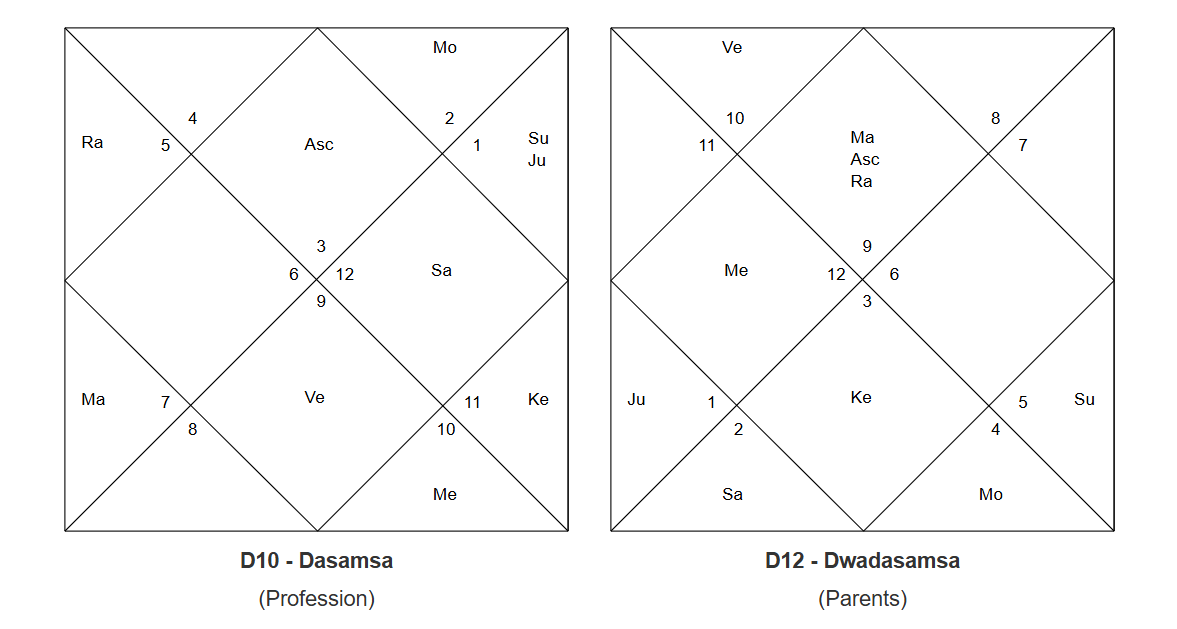 Mo
4
2
Ra
5
Asc
1
Su
Ju
3
6
12
Sa
9
Ma
7
Ve
11
Ke
8
10
Me
D10 - Dasamsa
(Profession)
Ve
10
8
11
Ma
Asc
Ra
7
9
Me
12
6
3
Ju
1
Ke
5
Su
2
4
Sa
Mo
D12 - Dwadasamsa
(Parents)